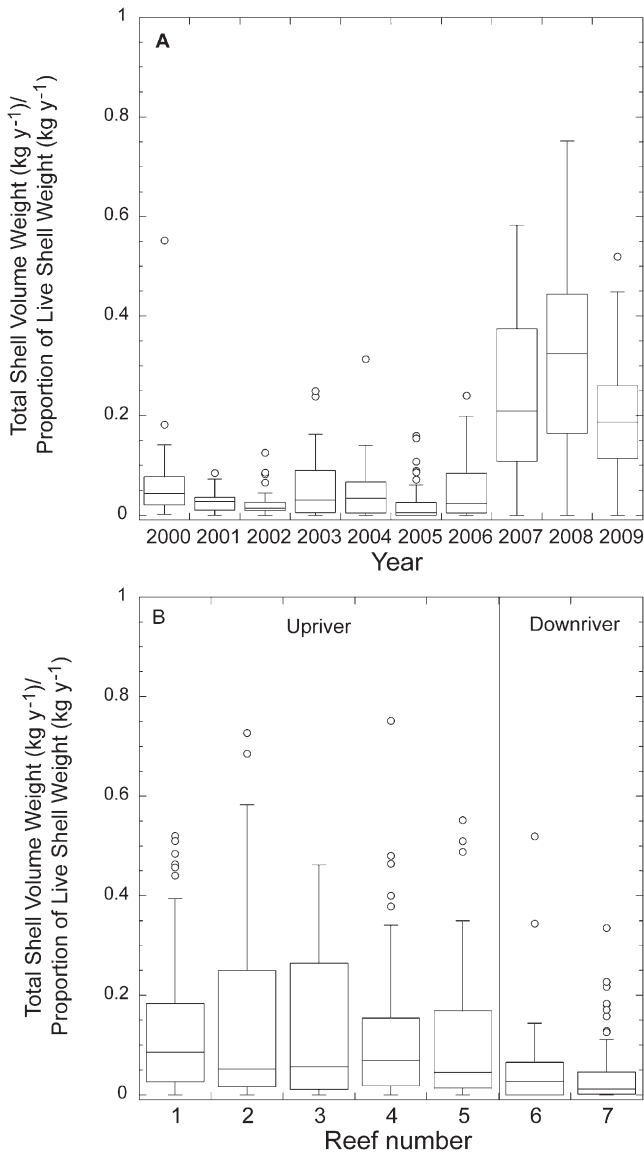 A
1
0.8
0.6
0.4
0.2
0
Total Shell Volume Weight (kg y-1)/
Proportion of Live Shell Weight (kg y-1)
2000 2001 2002 2003 2004 2005 2006 2007 2008 2009
Year
B
Upriver
Downriver
1
0.8
0.6
0.4
0.2
0
Total Shell Volume Weight (kg y-1)/
Proportion of Live Shell Weight (kg y-1)
1 2 3 4 5 6 7
Reef number